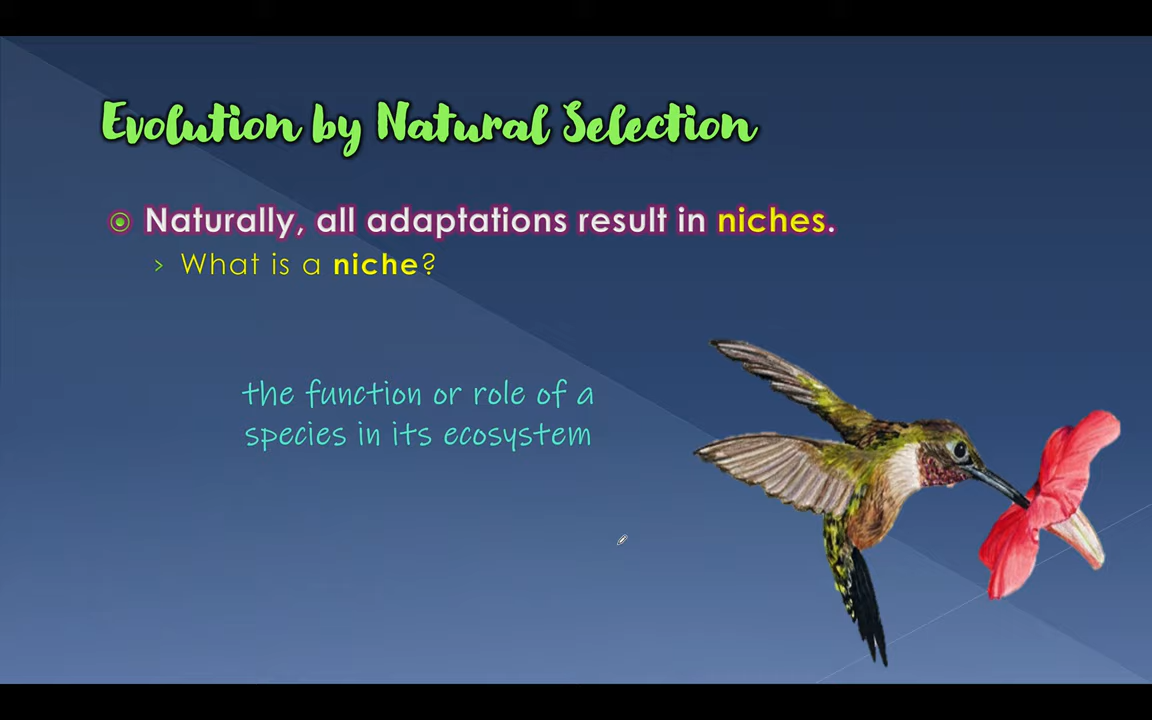 Evolution by Natural Selection
Naturally, all adaptations result in niches.
What is a niche?
the function or role of a
species in its ecosystem